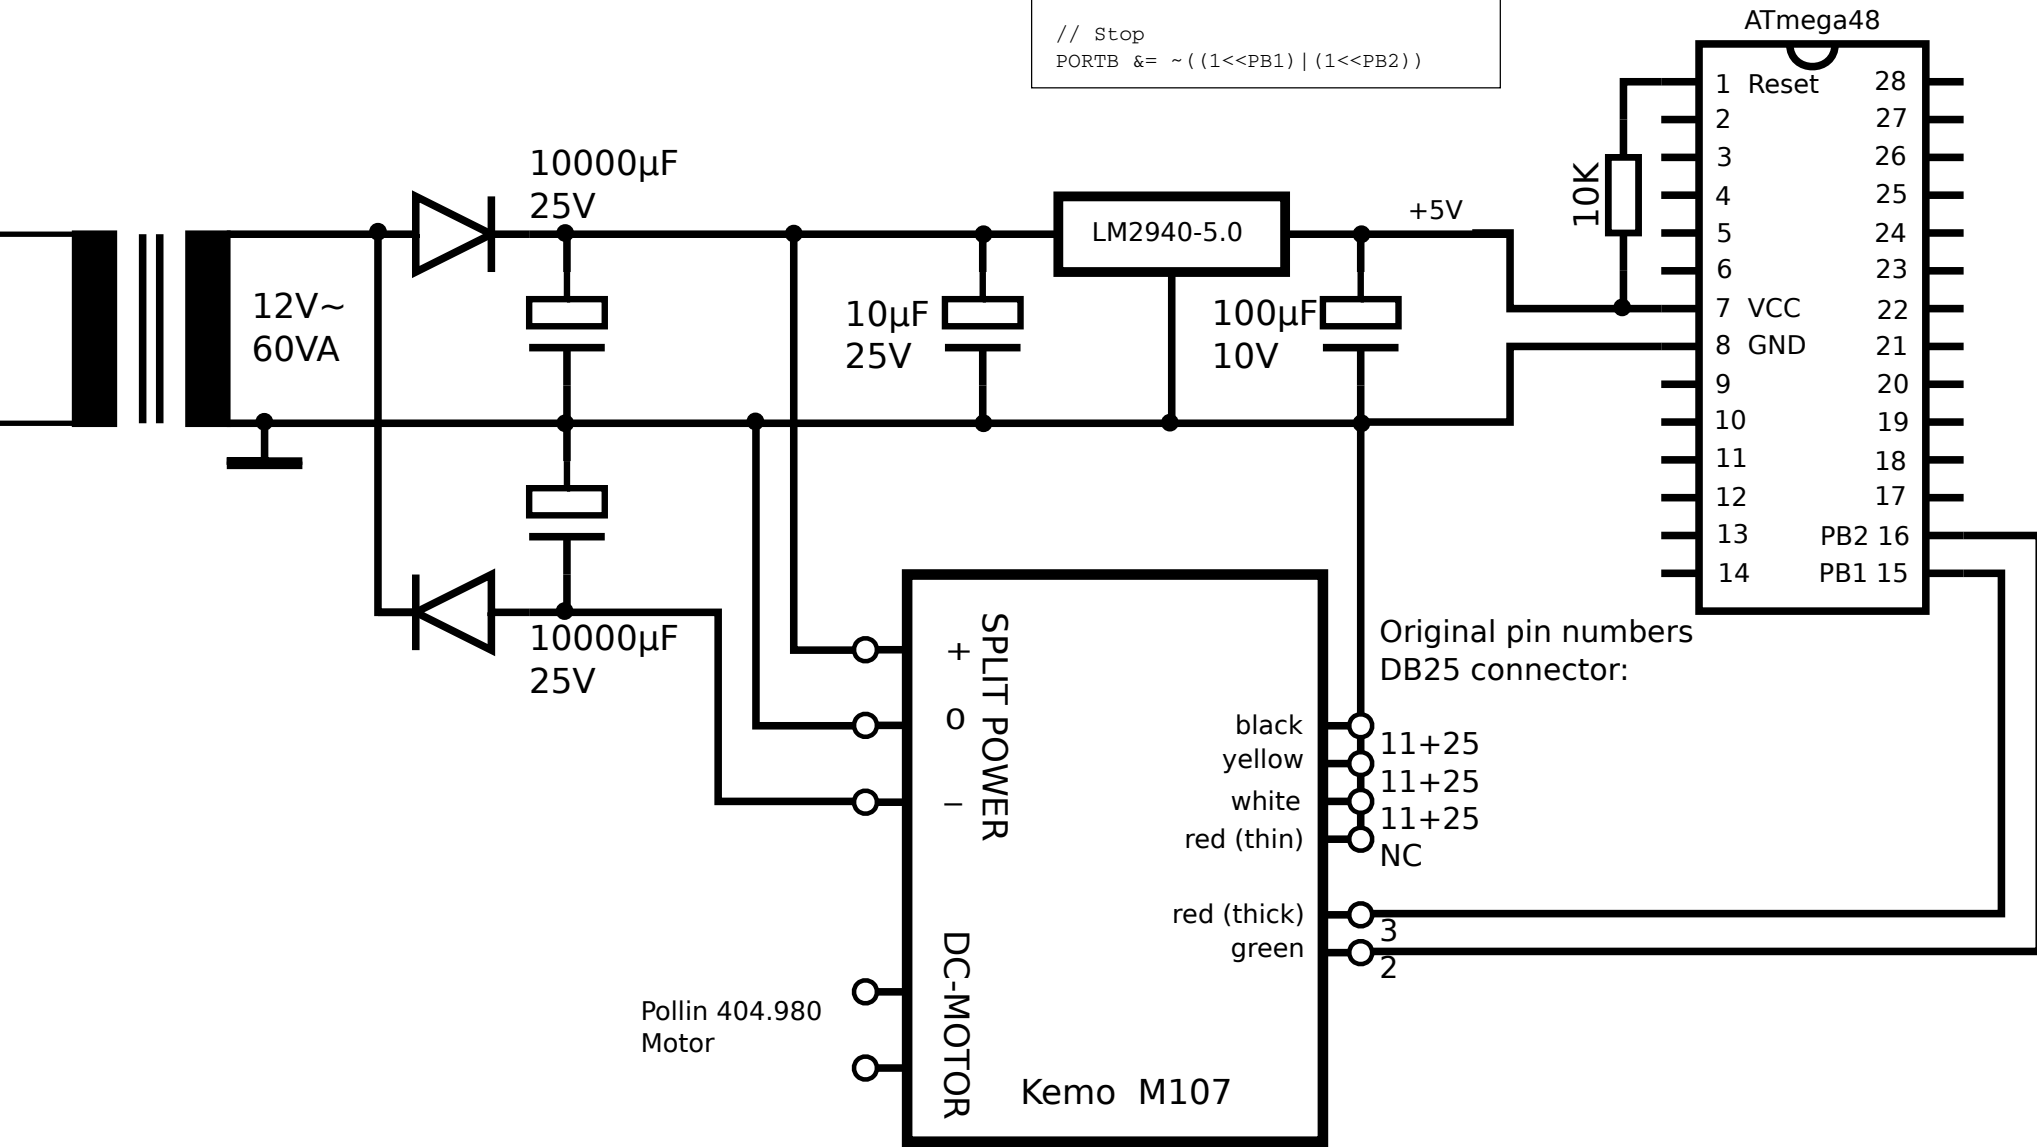 // Stop
PORTB &= ~((1<<PB1)|(1<<PB2))
ATmega48
1 Reset
2
3
4
5
6
7 VCC
8 GND
9
10
11
12
13
14
28
27
26
25
24
23
22
21
20
19
18
17
PB2 16
PB1 15
10K
10000µF
25V
12V~
60VA
10µF
25V
LM2940-5.0
100µF
10V
+5V
10000µF
25V
SPLIT POWER
+
0
−
Original pin numbers
DB25 connector:
black
yellow
white
red (thin)
red (thick)
green
11+25
11+25
11+25
NC
3
2
DC-MOTOR
Pollin 404.980
Motor
Kemo M107